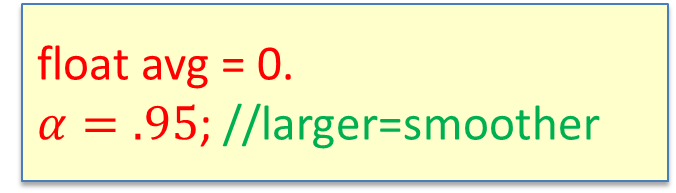 float avg = 0.
α = .95; //larger=smoother